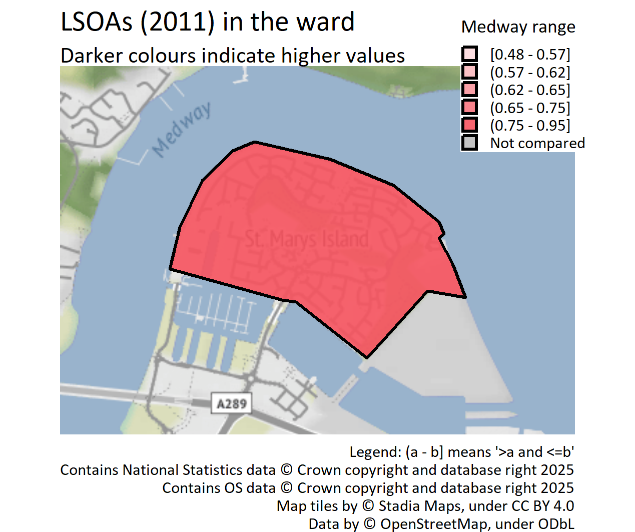 LSOAs (2011) in the ward
Darker colours indicate higher values
Medway range
[0.48 - 0.57]
(0.57 - 0.62]
(0.62 - 0.65]
(0.65 - 0.75]
(0.75 - 0.95]
Not compared
Medway
St. Marys Island
A289
Legend: (a - b] means '>a and <=b'
Contains National Statistics data © Crown copyright and database right 2025
Contains OS data © Crown copyright and database right 2025
Map tiles by © Stadia Maps, under CC BY 4.0
Data by © OpenStreetMap, under ODbL